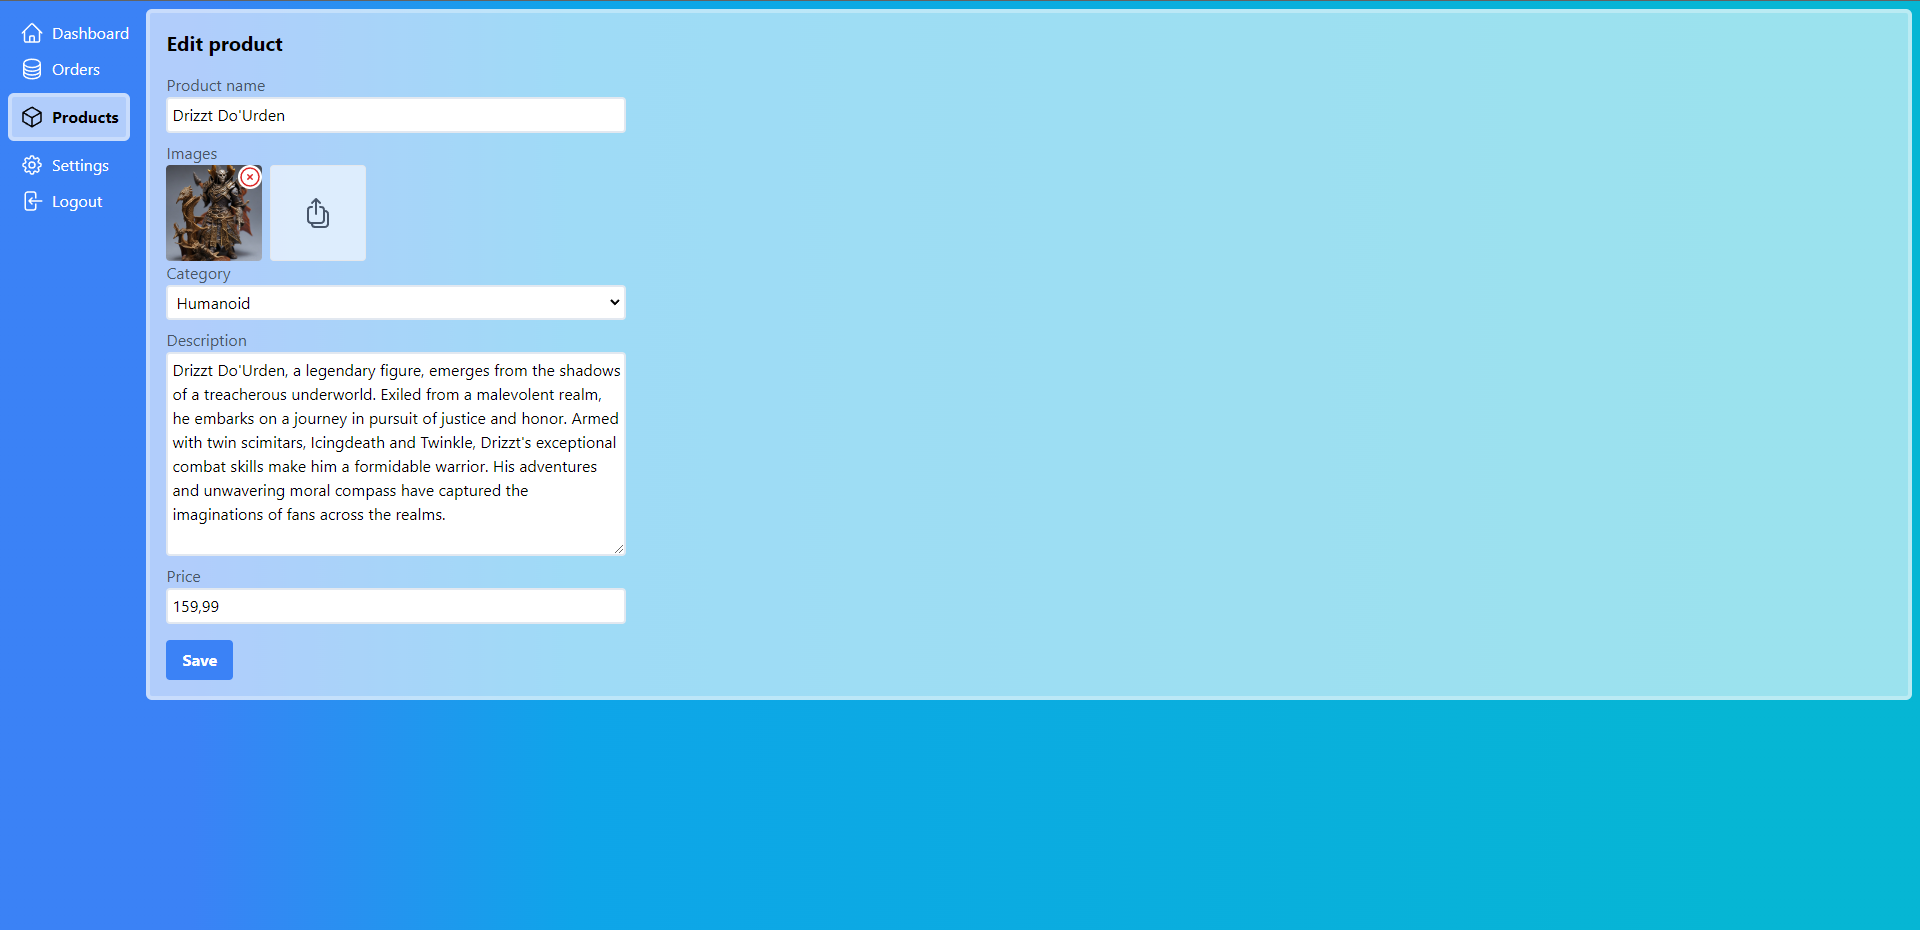 Dashboard
Orders
Products
Settings
Logout
Edit product
Product name
Drizzt Do'Urden
Images
Category
Humanoid
Description
Drizzt Do'Urden, a legendary figure, emerges from the shadows
of a treacherous underworld. Exiled from a malevolent realm,
he embarks on a journey in pursuit of justice and honor. Armed
with twin scimitars, Icingdeath and Twinkle, Drizzt's exceptional
combat skills make him a formidable warrior. His adventures
and unwavering moral compass have captured the
imaginations of fans across the realms.
Price
159,99
Save